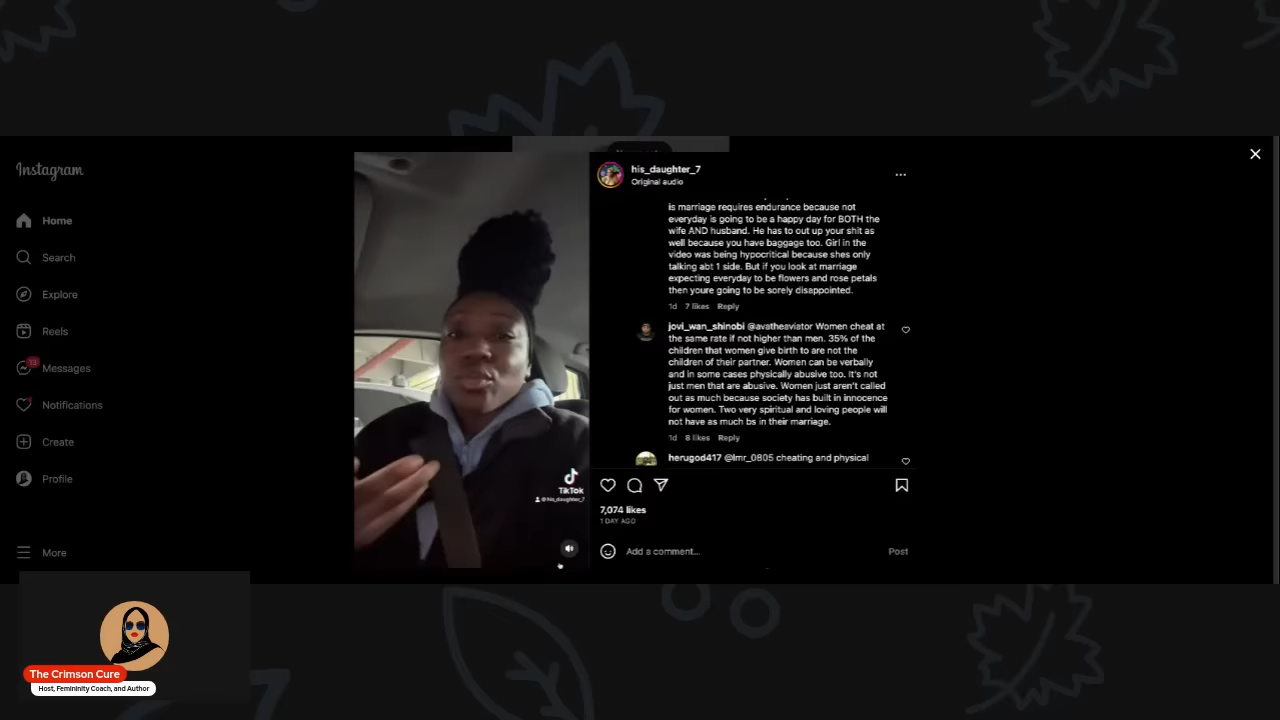 Instagram
Home
Search
Explore
Reels
13
Messages
Notifications
Create
Profile
More
TikTok
@his_daughter_7
his_daughter_7
Original audio
is marriage requires endurance because not
everyday is going to be a happy day for BOTH the
wife AND husband. He has to out up your shit as
well because you have baggage too. Girl in the
video was being hypocritical because shes only
talking abt 1 side. But if you look at marriage
expecting everyday to be flowers and rose petals
then youre going to be sorely disappointed.
1d 7 likes Reply
jovi_wan_shinobi @avatheaviator Women cheat at
the same rate if not higher than men. 35% of the
children that women give birth to are not the
children of their partner. Women can be verbally
and in some cases physically abusive too. It's not
just men that are abusive. Women just aren't called
out as much because society has built in innocence
for women. Two very spiritual and loving people will
not have as much bs in their marriage.
1d 8 likes Reply
herugod417 @lmr_0805 cheating and physical
7,074 likes
1 DAY AGO
Add a comment... Post
The Crimson Cure
Host, Femininity Coach, and Author